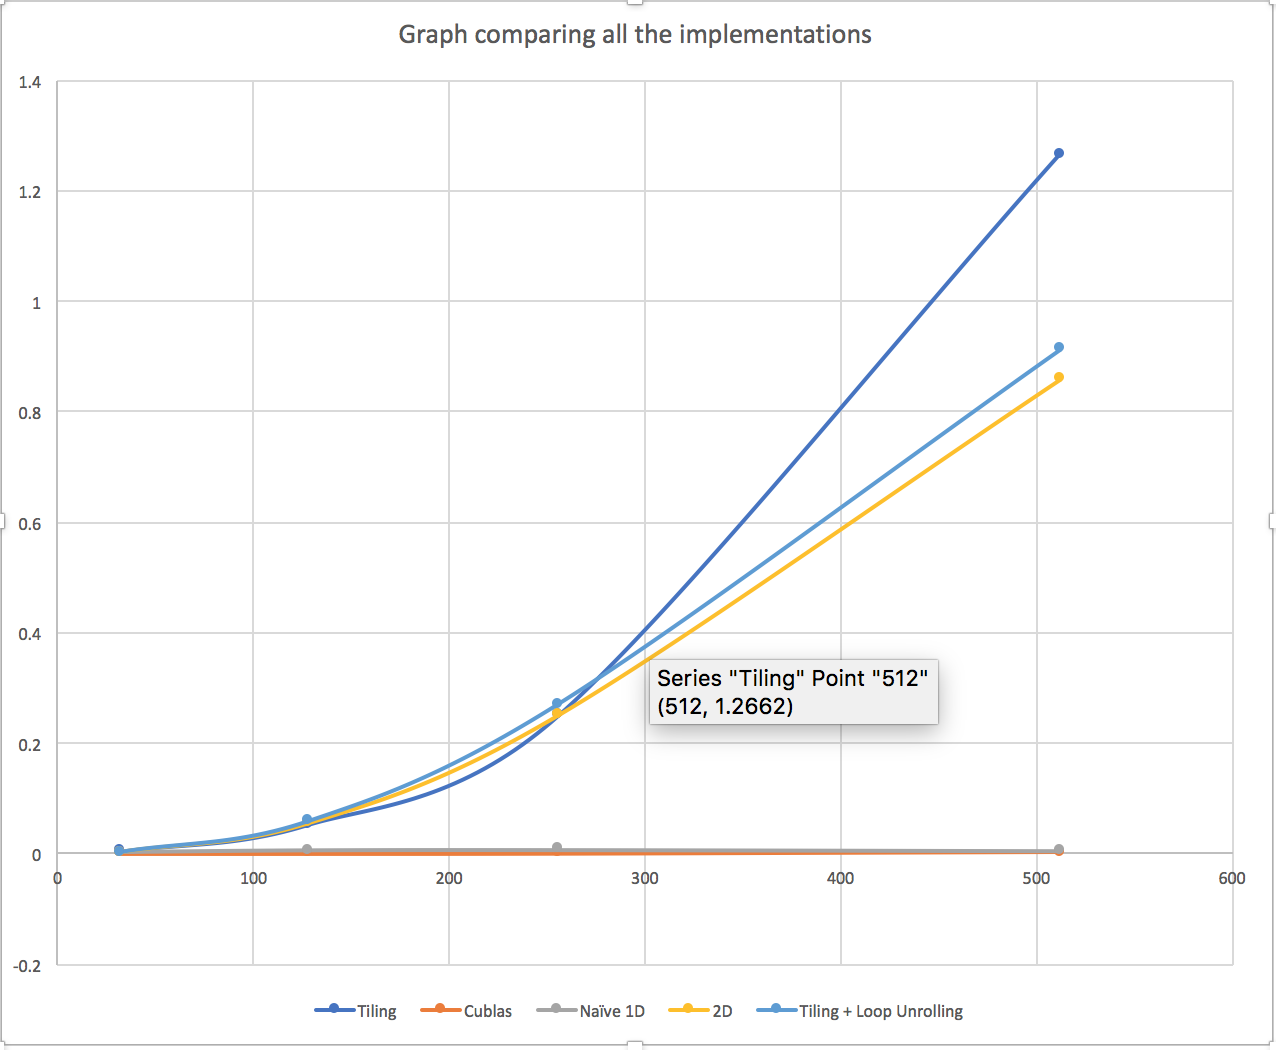 Graph comparing all the implementations
1.4
1.2
1
0.8
0.6
0.4
0.2
0
-0.2
0 100 200 300 400 500 600
Series "Tiling" Point "512"
(512, 1.2662)
Tiling Cublas Naïve 1D 2D Tiling + Loop Unrolling